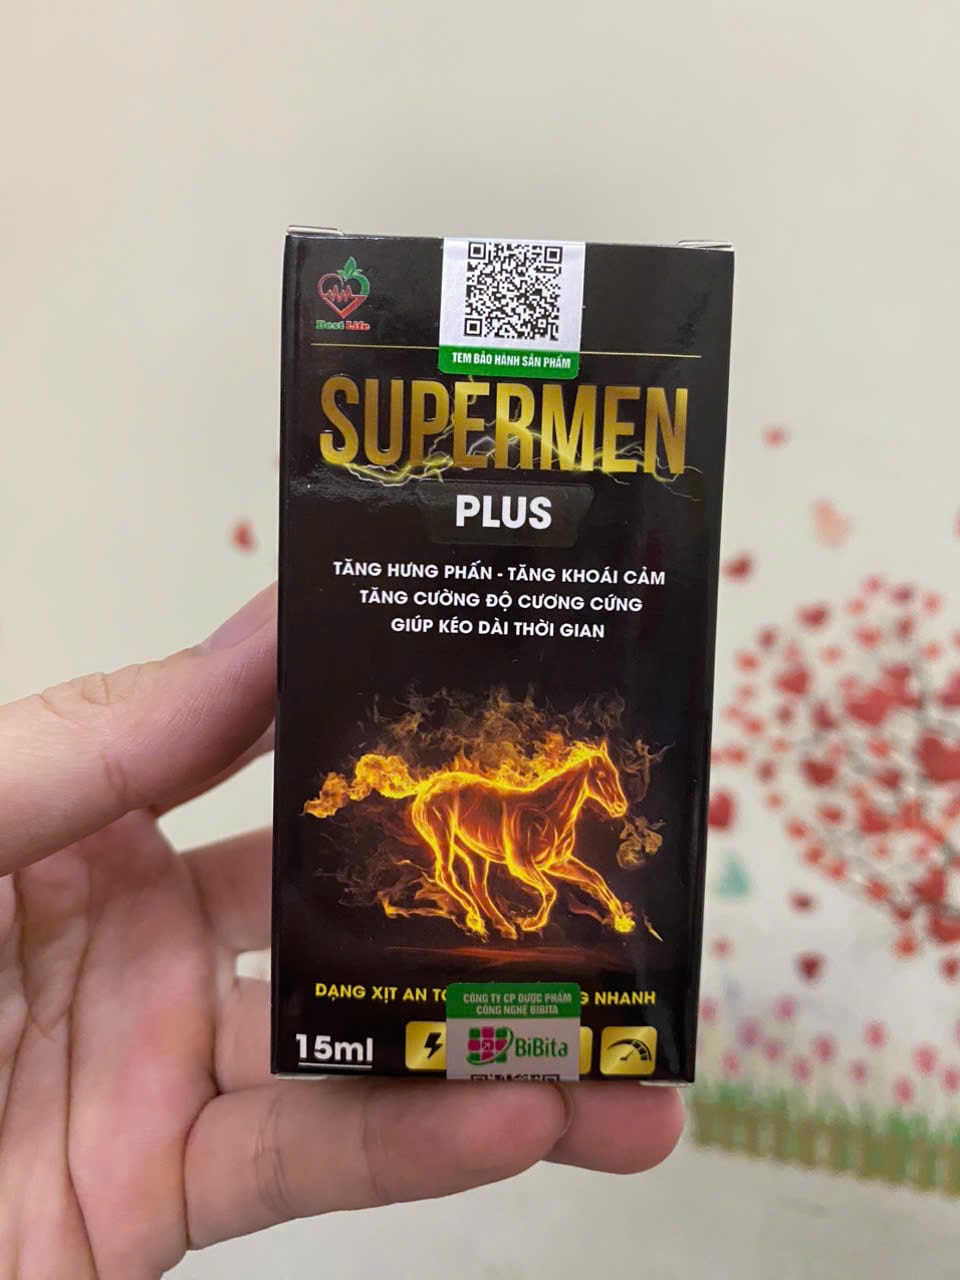 Best Life
TEM BẢO HÀNH SẢN PHẨM
SUPERMEN
PLUS
TĂNG HƯNG PHẤN - TĂNG KHOÁI CẢM
TĂNG CƯỜNG ĐỘ CƯƠNG CỨNG
GIÚP KÉO DÀI THỜI GIAN
DẠNG XỊT AN NHANH
CÔNG TY CP DƯỢC PHẨM
CÔNG NGHỆ BIBITA
15ml
BiBita